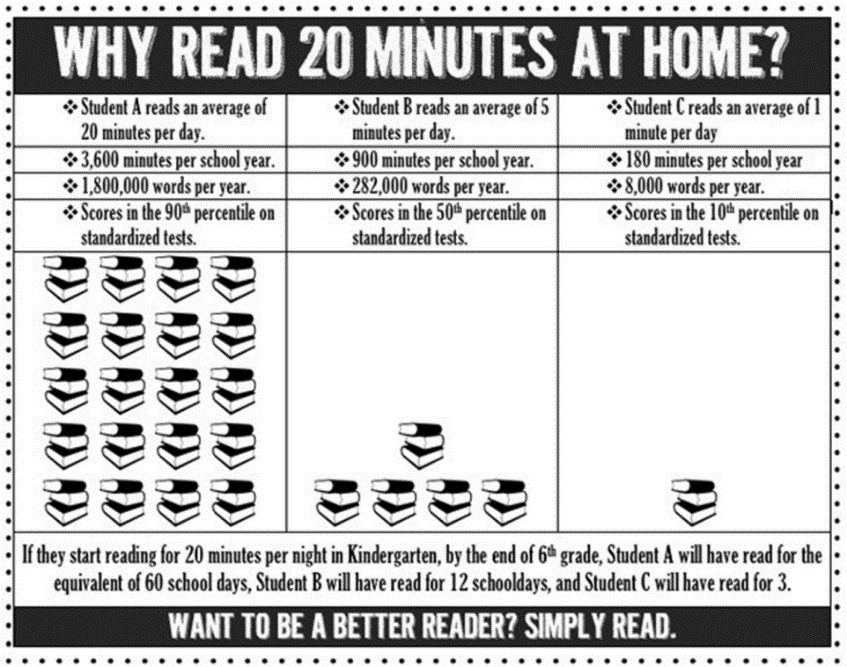 WHY READ 20 MINUTES AT HOME?
❖ Student A reads an average of
20 minutes per day.
❖ 3,600 minutes per school year.
❖ 1,800,000 words per year.
❖ Scores in the 90th percentile on
standardized tests.
❖ Student B reads an average of 5
minutes per day.
❖ 900 minutes per school year.
❖ 282,000 words per year.
❖ Scores in the 50th percentile on
standardized tests.
❖ Student C reads an average of 1
minute per day
❖ 180 minutes per school year
❖ 8,000 words per year.
❖ Scores in the 10th percentile on
standardized tests.
If they start reading for 20 minutes per night in Kindergarten, by the end of 6th grade, Student A will have read for the
equivalent of 60 school days, Student B will have read for 12 schooldays, and Student C will have read for 3.
WANT TO BE A BETTER READER? SIMPLY READ.